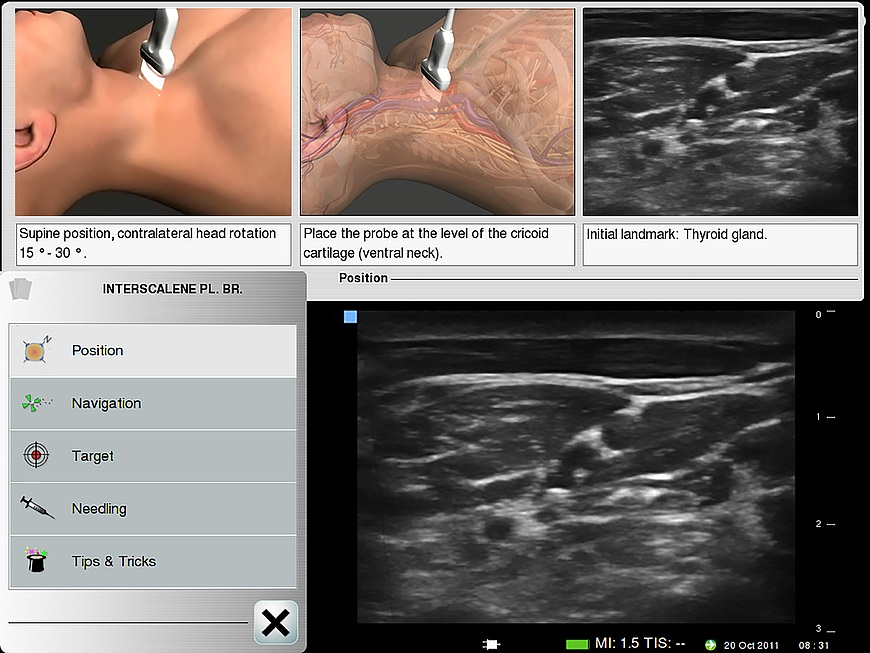 Supine position, contralateral head rotation
15 ° - 30 ° .
Place the probe at the level of the cricoid
cartilage (ventral neck).
Initial landmark: Thyroid gland.
Position
INTERSCALENE PL. BR.
N
Position
Navigation
Target
Needling
Tips & Tricks
0
1
2
3
MI: 1.5 TIS: --
20 Oct 2011
08 : 31